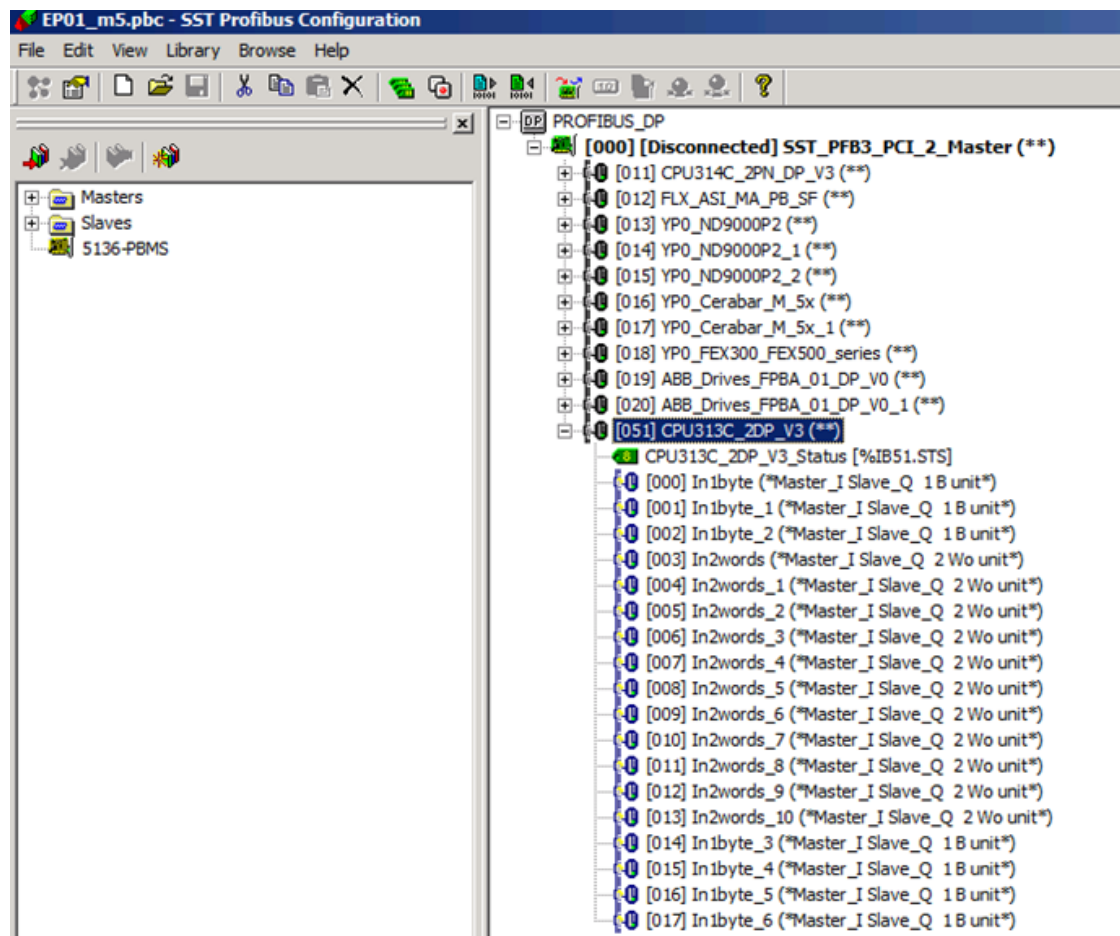 EP01_m5.pbc - SST Profibus Configuration
File Edit View Library Browse Help
Masters
Slaves
5136-PBMS
DP PROFIBUS_DP
[000] [Disconnected] SST_PFB3_PCI_2_Master (**)
[011] CPU314C_2PN_DP_V3 (**)
[012] FLX_ASI_MA_PB_SF (**)
[013] YP0_ND9000P2 (**)
[014] YP0_ND9000P2_1 (**)
[015] YP0_ND9000P2_2 (**)
[016] YP0_Cerabar_M_5x (**)
[017] YP0_Cerabar_M_5x_1 (**)
[018] YP0_FEX300_FEX500_series (**)
[019] ABB_Drives_FPBA_01_DP_V0 (**)
[020] ABB_Drives_FPBA_01_DP_V0_1 (**)
[051] CPU313C_2DP_V3 (**)
CPU313C_2DP_V3_Status [%IB51.STS]
[000] In1byte (*Master_I Slave_Q 1 B unit*)
[001] In1byte_1 (*Master_I Slave_Q 1 B unit*)
[002] In1byte_2 (*Master_I Slave_Q 1 B unit*)
[003] In2words (*Master_I Slave_Q 2 Wo unit*)
[004] In2words_1 (*Master_I Slave_Q 2 Wo unit*)
[005] In2words_2 (*Master_I Slave_Q 2 Wo unit*)
[006] In2words_3 (*Master_I Slave_Q 2 Wo unit*)
[007] In2words_4 (*Master_I Slave_Q 2 Wo unit*)
[008] In2words_5 (*Master_I Slave_Q 2 Wo unit*)
[009] In2words_6 (*Master_I Slave_Q 2 Wo unit*)
[010] In2words_7 (*Master_I Slave_Q 2 Wo unit*)
[011] In2words_8 (*Master_I Slave_Q 2 Wo unit*)
[012] In2words_9 (*Master_I Slave_Q 2 Wo unit*)
[013] In2words_10 (*Master_I Slave_Q 2 Wo unit*)
[014] In1byte_3 (*Master_I Slave_Q 1 B unit*)
[015] In1byte_4 (*Master_I Slave_Q 1 B unit*)
[016] In1byte_5 (*Master_I Slave_Q 1 B unit*)
[017] In1byte_6 (*Master_I Slave_Q 1 B unit*)